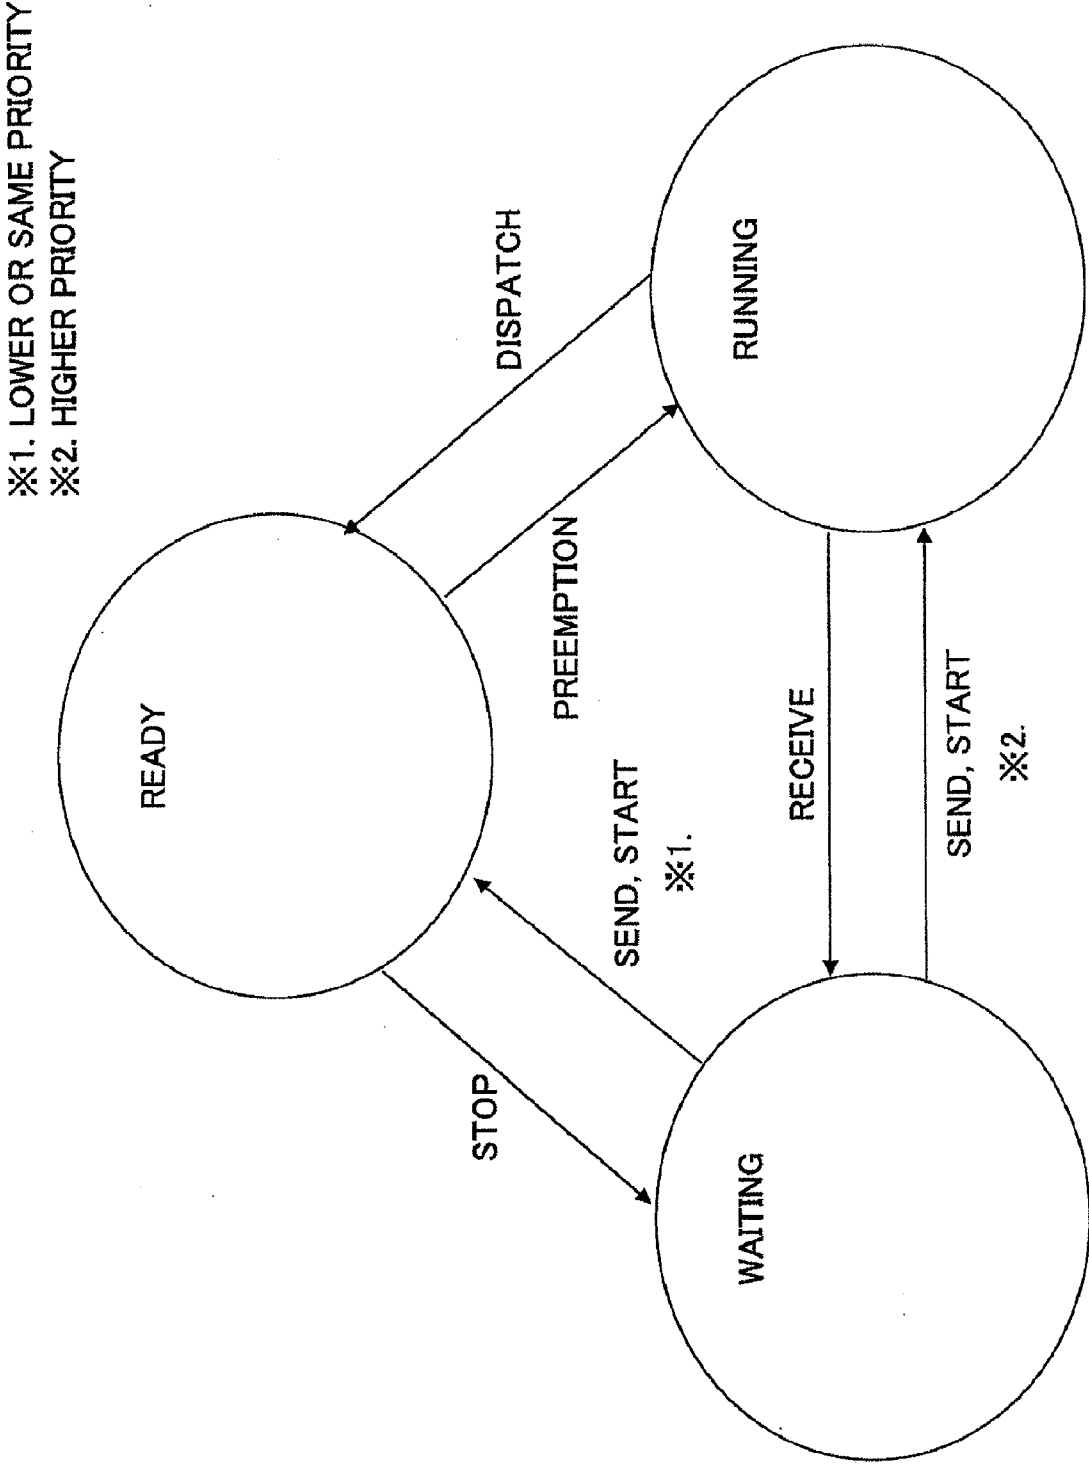 ※1. LOWER OR SAME PRIORITY
※2. HIGHER PRIORITY
READY
DISPATCH
PREEMPTION
STOP
SEND, START
※1.
RECEIVE
WAITING
RUNNING
SEND, START
※2.